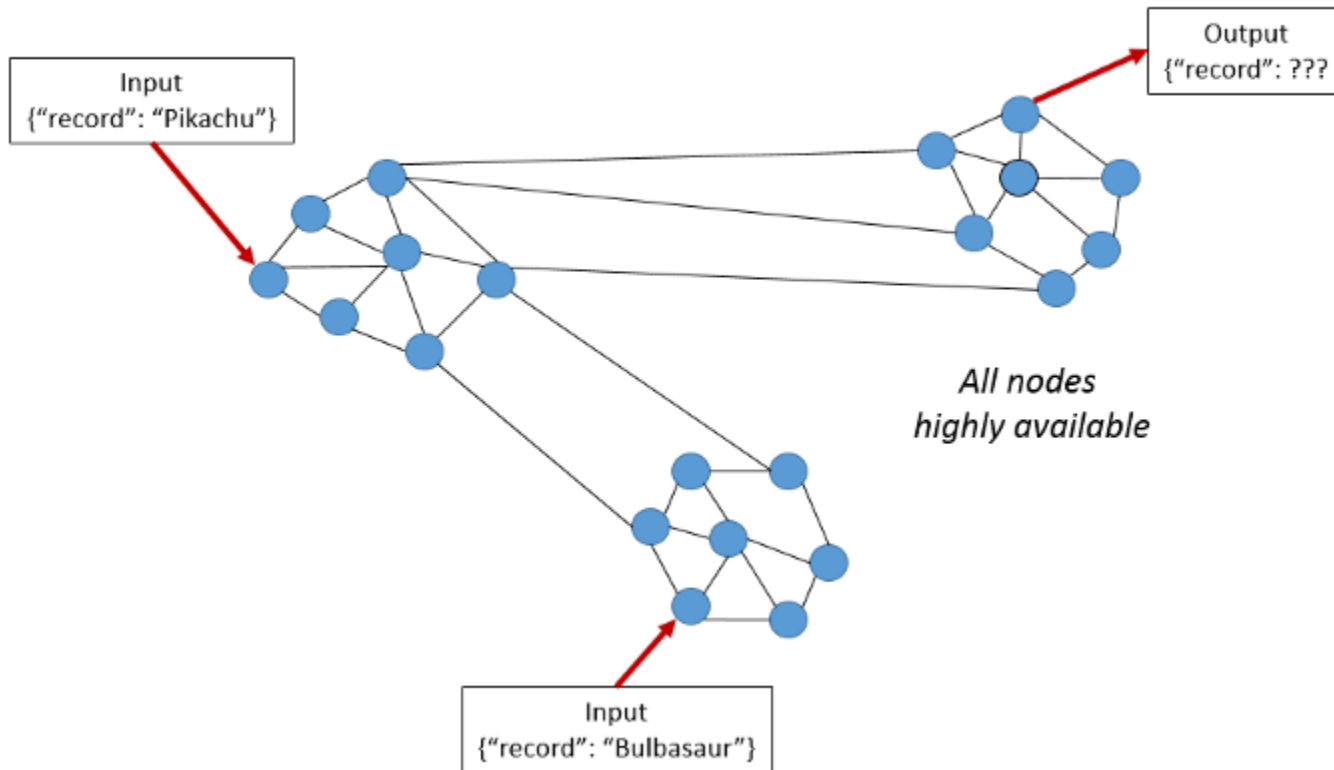 Input
{“record”: “Pikachu”}
Output
{“record”: ???
All nodes
highly available
Input
{“record”: “Bulbasaur”}